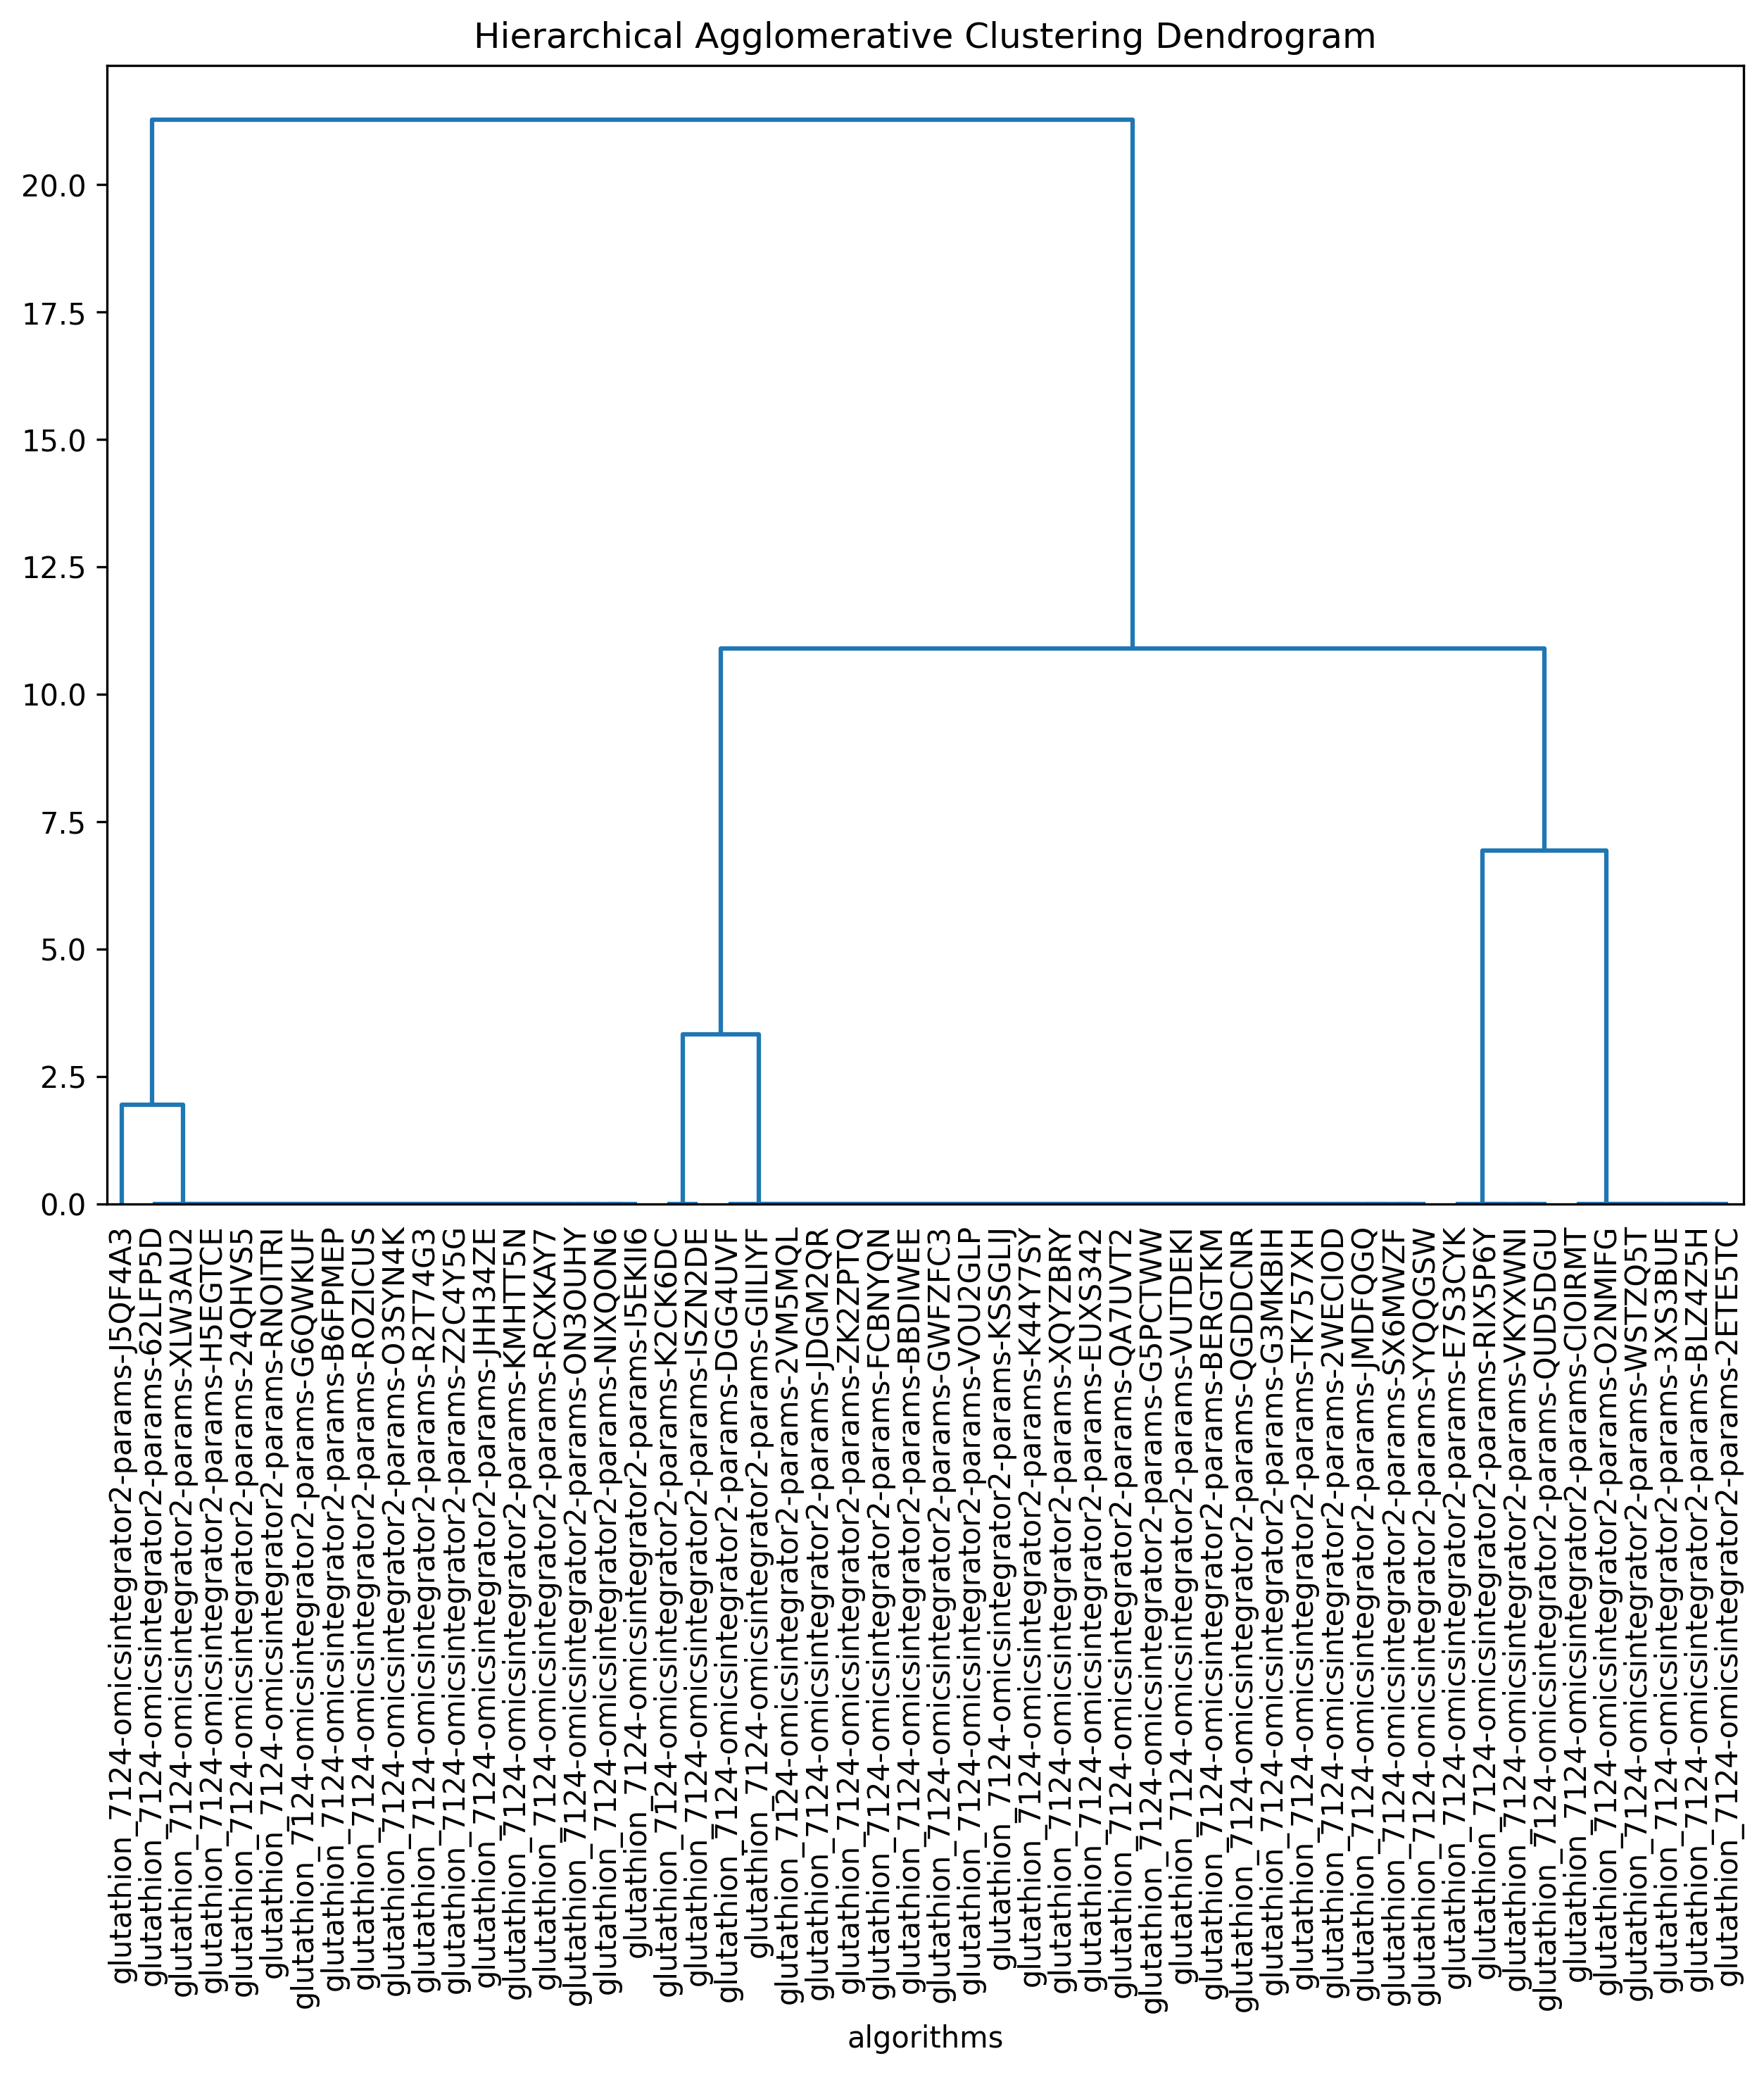 Hierarchical Agglomerative Clustering Dendrogram
20.0
17.5
15.0
12.5
10.0
7.5
5.0
2.5
0.0
glutathion_7124-omicsintegrator2-params-J5QF4A3
glutathion_7124-omicsintegrator2-params-62LFP5D
glutathion_7124-omicsintegrator2-params-XLW3AU2
glutathion_7124-omicsintegrator2-params-H5EGTCE
glutathion_7124-omicsintegrator2-params-24QHVS5
glutathion_7124-omicsintegrator2-params-RNOITRI
glutathion_7124-omicsintegrator2-params-G6QWKUF
glutathion_7124-omicsintegrator2-params-B6FPMEP
glutathion_7124-omicsintegrator2-params-ROZICUS
glutathion_7124-omicsintegrator2-params-O3SYN4K
glutathion_7124-omicsintegrator2-params-R2T74G3
glutathion_7124-omicsintegrator2-params-Z2C4Y5G
glutathion_7124-omicsintegrator2-params-JHH34ZE
glutathion_7124-omicsintegrator2-params-KMHTT5N
glutathion_7124-omicsintegrator2-params-RCXKAY7
glutathion_7124-omicsintegrator2-params-ON3OUHY
glutathion_7124-omicsintegrator2-params-NIXQON6
glutathion_7124-omicsintegrator2-params-I5EKII6
glutathion_7124-omicsintegrator2-params-K2CK6DC
glutathion_7124-omicsintegrator2-params-ISZN2DE
glutathion_7124-omicsintegrator2-params-DGG4UVF
glutathion_7124-omicsintegrator2-params-GIILIYF
glutathion_7124-omicsintegrator2-params-2VM5MQL
glutathion_7124-omicsintegrator2-params-JDGM2QR
glutathion_7124-omicsintegrator2-params-ZK2ZPTQ
glutathion_7124-omicsintegrator2-params-FCBNYQN
glutathion_7124-omicsintegrator2-params-BBDIWEE
glutathion_7124-omicsintegrator2-params-GWFZFC3
glutathion_7124-omicsintegrator2-params-VOU2GLP
glutathion_7124-omicsintegrator2-params-KSSGLIJ
glutathion_7124-omicsintegrator2-params-K44Y7SY
glutathion_7124-omicsintegrator2-params-XQYZBRY
glutathion_7124-omicsintegrator2-params-EUXS342
glutathion_7124-omicsintegrator2-params-QA7UVT2
glutathion_7124-omicsintegrator2-params-G5PCTWW
glutathion_7124-omicsintegrator2-params-VUTDEKI
glutathion_7124-omicsintegrator2-params-BERGTKM
glutathion_7124-omicsintegrator2-params-QGDDCNR
glutathion_7124-omicsintegrator2-params-G3MKBIH
glutathion_7124-omicsintegrator2-params-TK757XH
glutathion_7124-omicsintegrator2-params-2WECIOD
glutathion_7124-omicsintegrator2-params-JMDFQGQ
glutathion_7124-omicsintegrator2-params-SX6MWZF
glutathion_7124-omicsintegrator2-params-YYQQGSW
glutathion_7124-omicsintegrator2-params-E7S3CYK
glutathion_7124-omicsintegrator2-params-RIX5P6Y
glutathion_7124-omicsintegrator2-params-VKYXWNI
glutathion_7124-omicsintegrator2-params-QUD5DGU
glutathion_7124-omicsintegrator2-params-CIOIRMT
glutathion_7124-omicsintegrator2-params-O2NMIFG
glutathion_7124-omicsintegrator2-params-WSTZQ5T
glutathion_7124-omicsintegrator2-params-3XS3BUE
glutathion_7124-omicsintegrator2-params-BLZ4Z5H
glutathion_7124-omicsintegrator2-params-2ETE5TC
algorithms